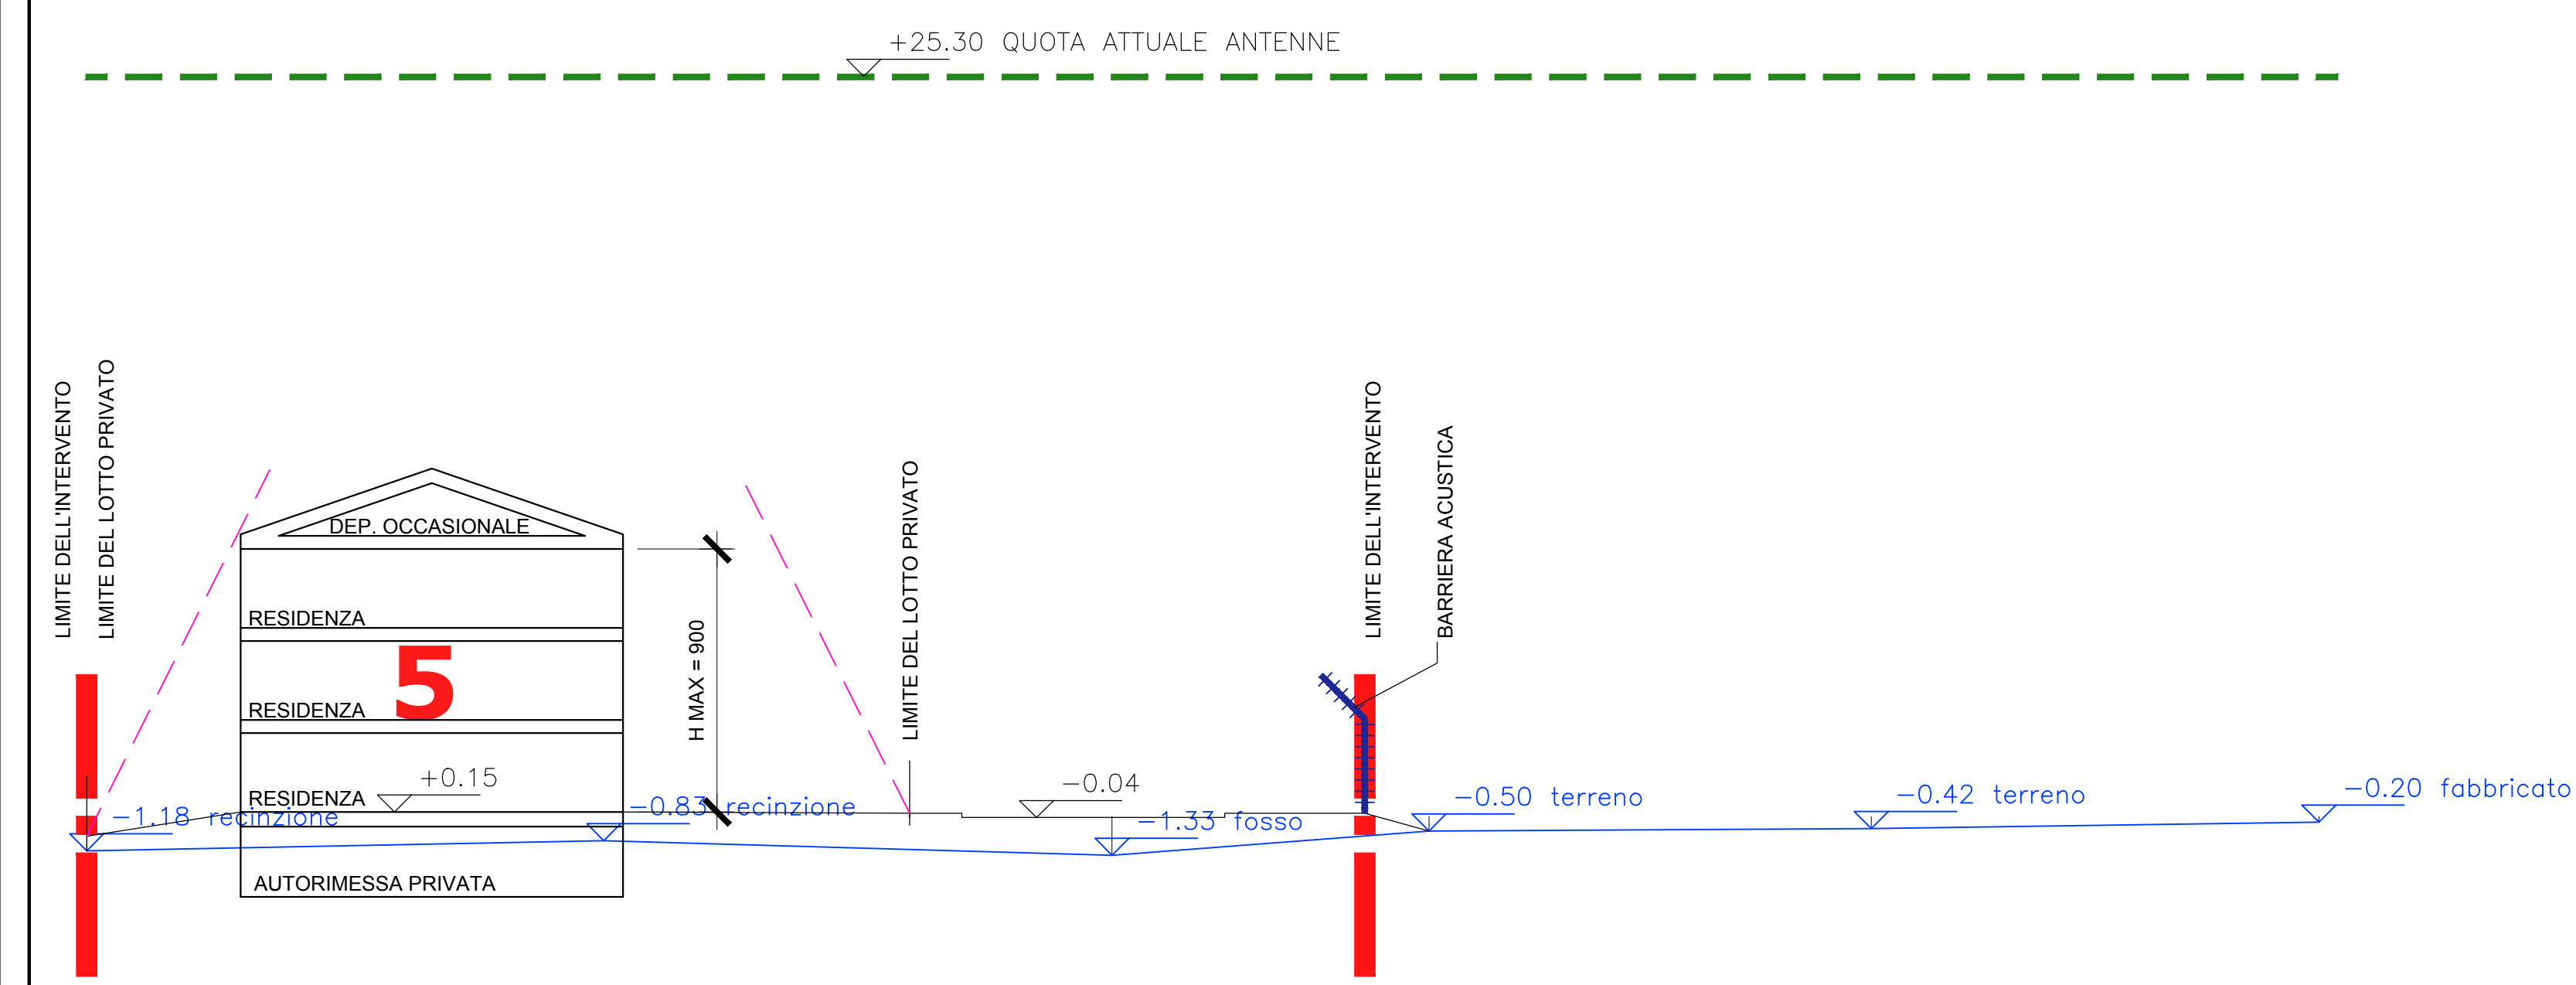 +25.30 QUOTA ATTUALE ANTENNE
LIMITE DELL'INTERVENTO
LIMITE DEL LOTTO PRIVATO
DEP. OCCASIONALE
RESIDENZA
5
RESIDENZA
RESIDENZA
+0.15
H MAX = 900
LIMITE DEL LOTTO PRIVATO
LIMITE DELL'INTERVENTO
BARRIERA ACUSTICA
-0.04
-1.18 recinzione
-0.83 recinzione
-1.33 fosso
-0.50 terreno
-0.42 terreno
-0.20 fabbricato
AUTORIMESSA PRIVATA